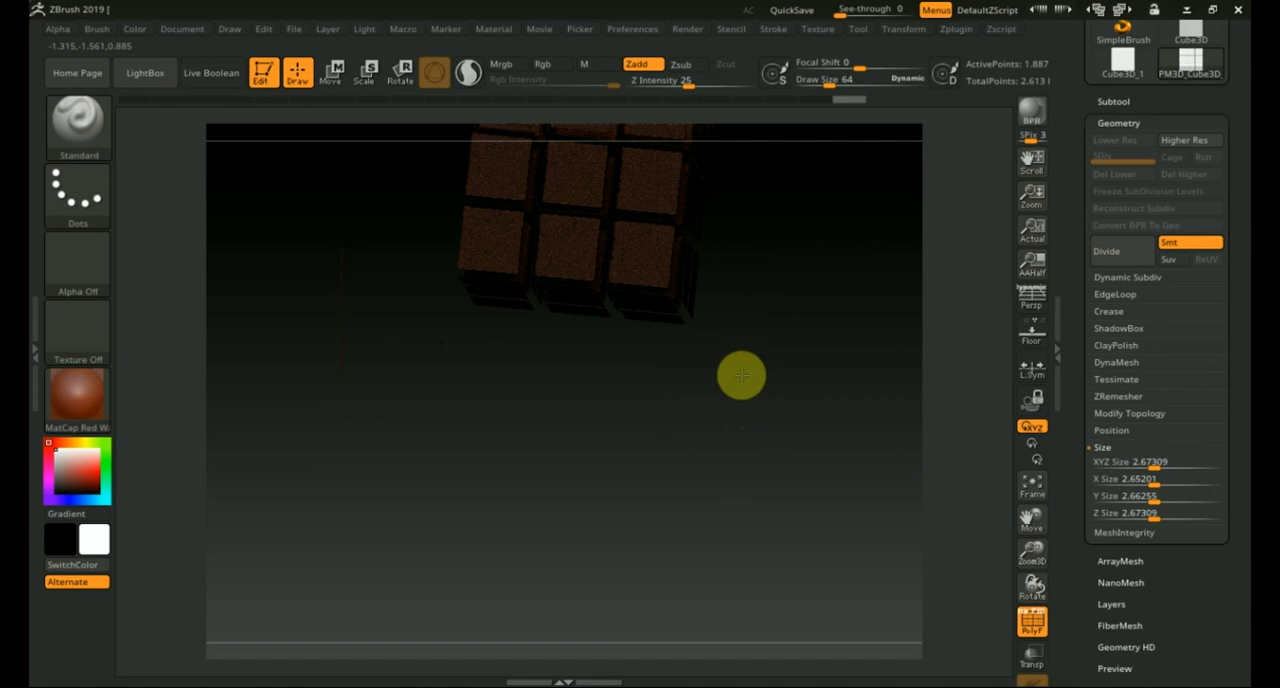 ZBrush 2019 [
AC QuickSave See-through 0 Menus DefaultZScript
Alpha Brush Color Document Draw Edit File Layer Light Macro Marker Material Movie Picker Preferences Render Stencil Stroke Texture Tool Transform Zplugin Zscript
-1.315,-1.561,0.885
Home Page LightBox Live Boolean Edit Draw Move Scale Rotate
Mrgb Rgb M Zadd Zsub Zcut
Rgb Intensity Z Intensity 25
Focal Shift 0
Draw Size 64 Dynamic
ActivePoints: 1.887
TotalPoints: 2.613 l
Standard
Dots
Alpha Off
Texture Off
MatCap Red W
Gradient
SwitchColor
Alternate
BPR
SPix 3
Scroll
Zoom
Actual
AAHalf
Dynamic
Persp
Floor
L.Sym
XYZ
Y
Z
Frame
Move
Zoom3D
Rotate
PolyF
Transp
SimpleBrush Cube3D
Cube3D_1 PM3D_Cube3D_
Subtool
Geometry
Lower Res Higher Res
SDiv Cage Rstr
Del Lower Del Higher
Freeze SubDivision Levels
Reconstruct Subdiv
Convert BPR To Geo
Divide Smt
Suv ReUV
Dynamic Subdiv
EdgeLoop
Crease
ShadowBox
ClayPolish
DynaMesh
Tessimate
ZRemesher
Modify Topology
Position
Size
XYZ Size 2.67309
X Size 2.65201
Y Size 2.66255
Z Size 2.67309
MeshIntegrity
ArrayMesh
NanoMesh
Layers
FiberMesh
Geometry HD
Preview